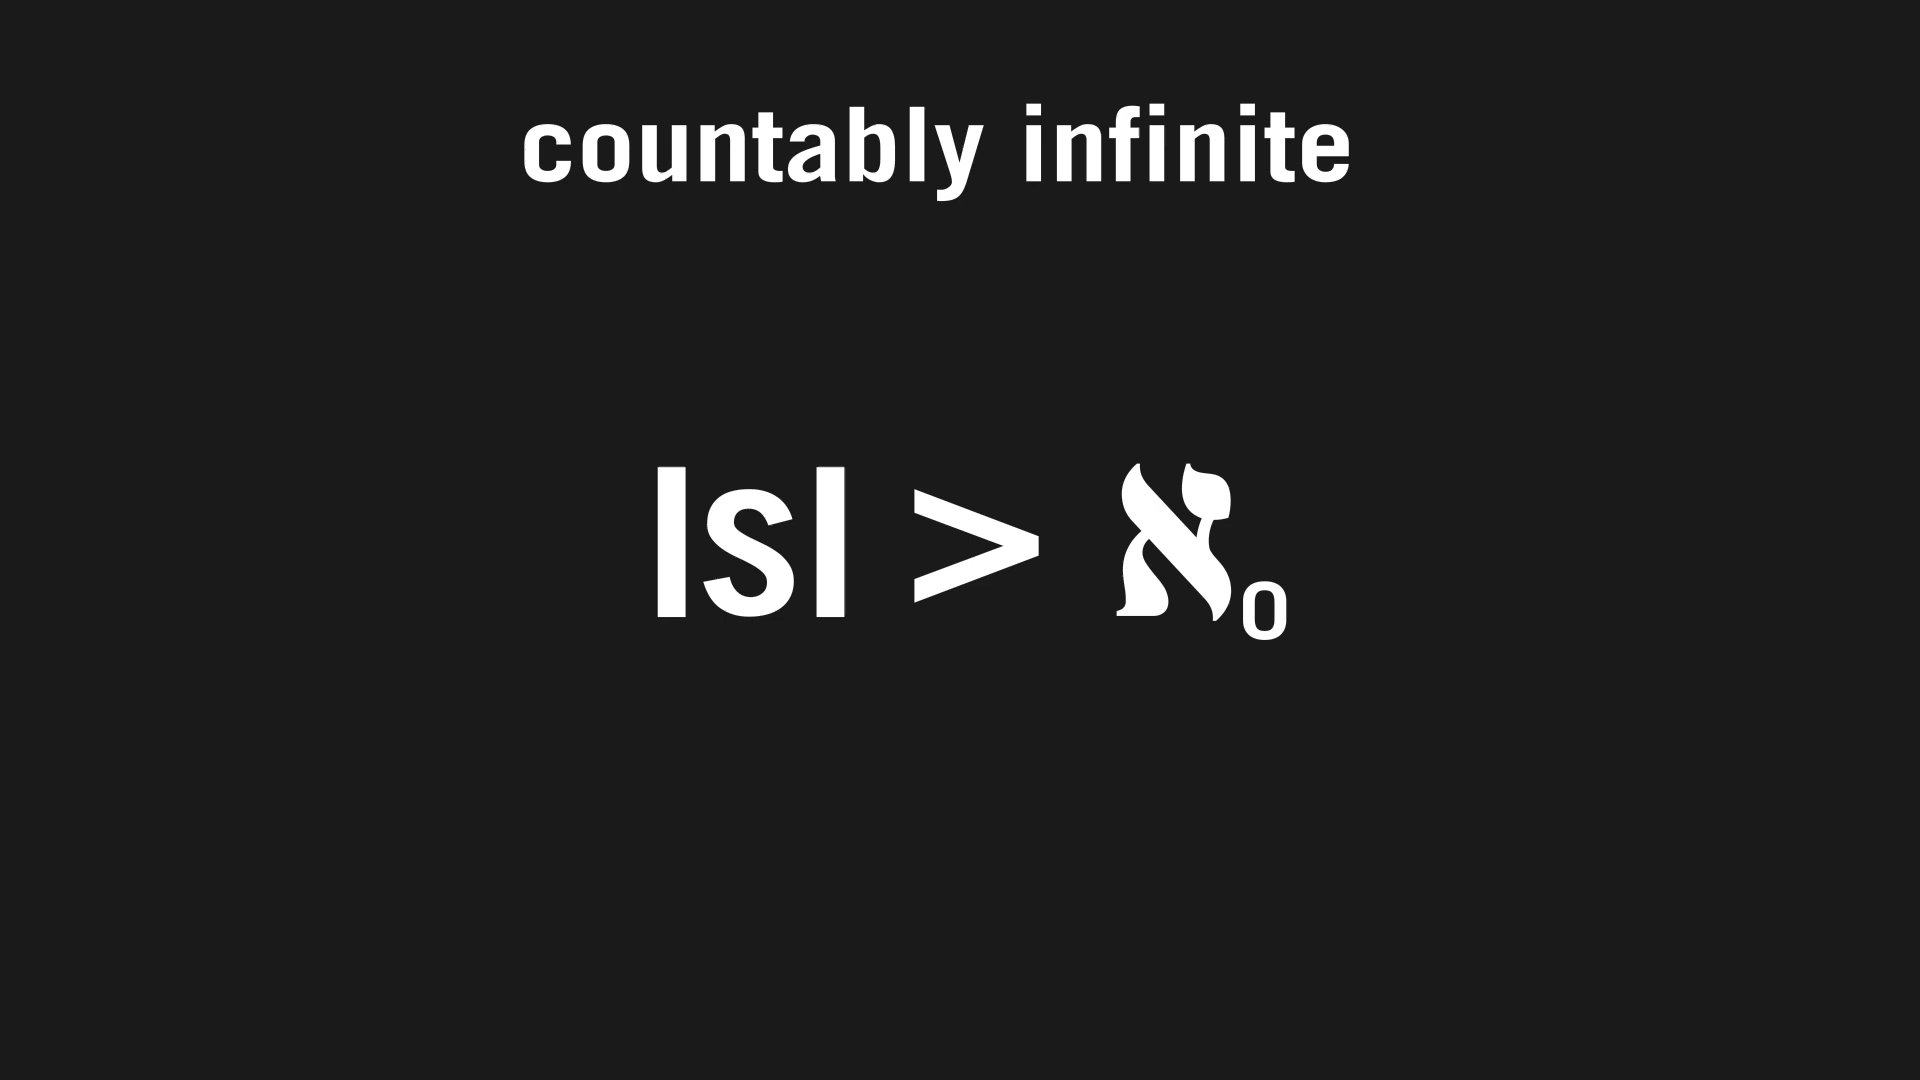 countably infinite
|s| > ℵ₀